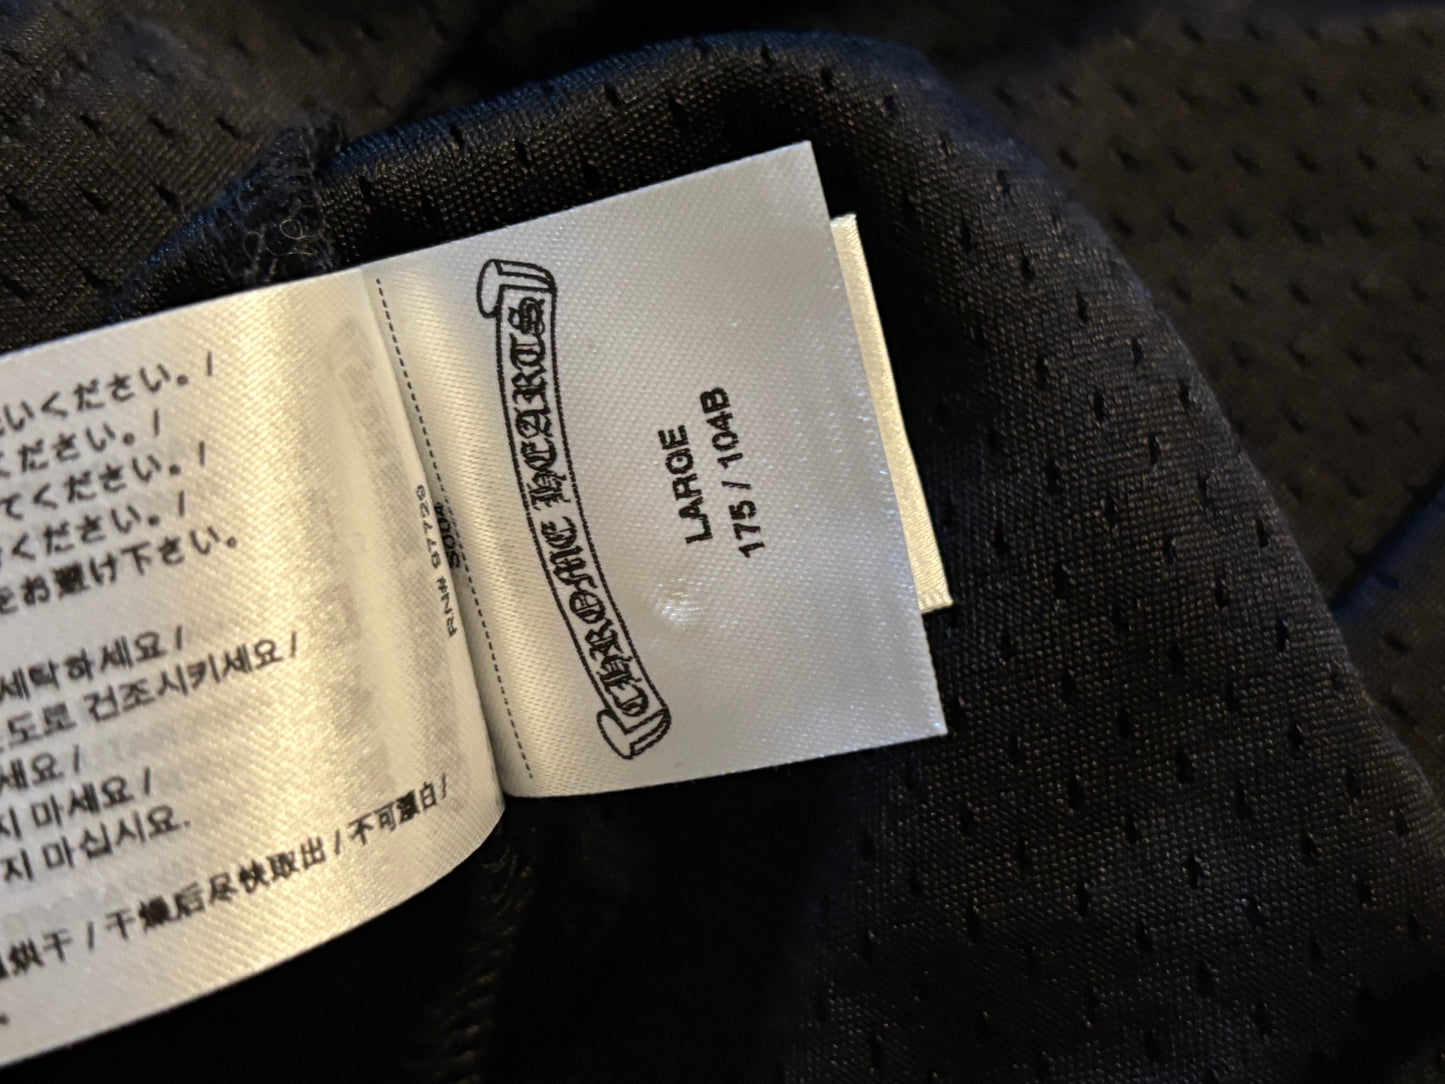 いください。/
ください。/
てください。/
ください。/
をお避け下さい。
세탁하세요 /
도로 건조시키세요 /
세요 /
지 마세요 /
지 마십시오.
烘干 / 干燥后尽快取出 / 不可漂白 /
RN# 97729
CHROME HEARTS
LARGE
175 / 104B